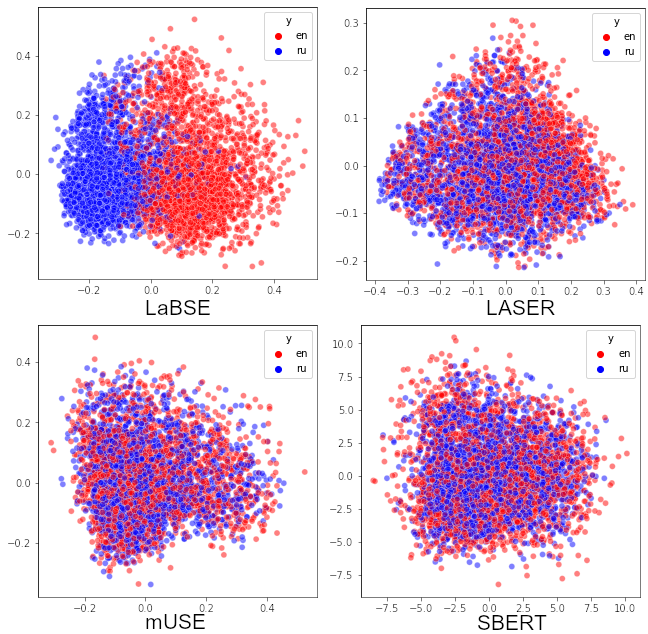 y
en
ru
0.4
0.2
0.0
−0.2
−0.2 0.0 0.2 0.4
LaBSE
y
en
ru
0.3
0.2
0.1
0.0
−0.1
−0.2
−0.4 −0.3 −0.2 −0.1 0.0 0.1 0.2 0.3 0.4
LASER
y
en
ru
0.4
0.2
0.0
−0.2
−0.2 0.0 0.2 0.4
mUSE
y
en
ru
10.0
7.5
5.0
2.5
0.0
−2.5
−5.0
−7.5
−7.5 −5.0 −2.5 0.0 2.5 5.0 7.5 10.0
SBERT